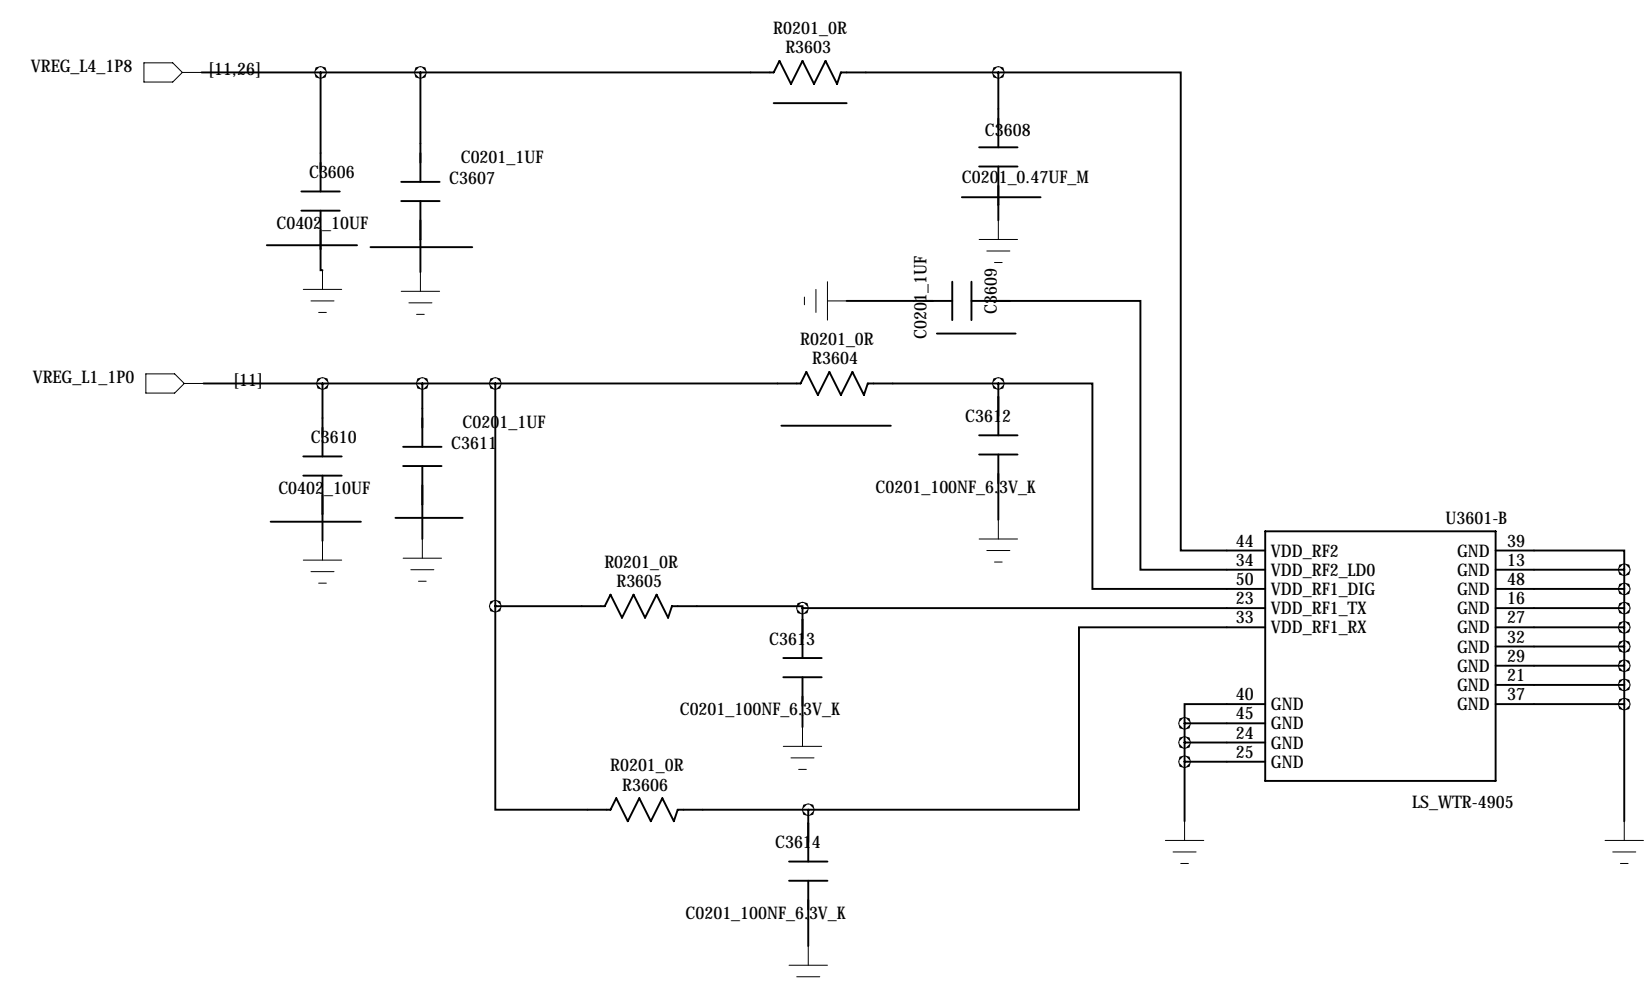 R0201_0R
R3603
VREG_L4_1P8
[11,26]
C3608
C0201_1UF
C3606
C3607
C0201_0.47UF_M
C0402_10UF
C0201_1UF
C3609
R0201_0R
R3604
VREG_L1_1P0
[11]
C3612
C0201_1UF
C3610
C3611
C0402_10UF
C0201_100NF_6.3V_K
U3601-B
44 VDD_RF2 GND 39
34 VDD_RF2_LDO GND 13
50 VDD_RF1_DIG GND 48
23 VDD_RF1_TX GND 16
33 VDD_RF1_RX GND 27
GND 32
GND 29
GND 21
40 GND GND 37
45 GND
24 GND
25 GND
LS_WTR-4905
R0201_0R
R3605
C3613
C0201_100NF_6.3V_K
R0201_0R
R3606
C3614
C0201_100NF_6.3V_K